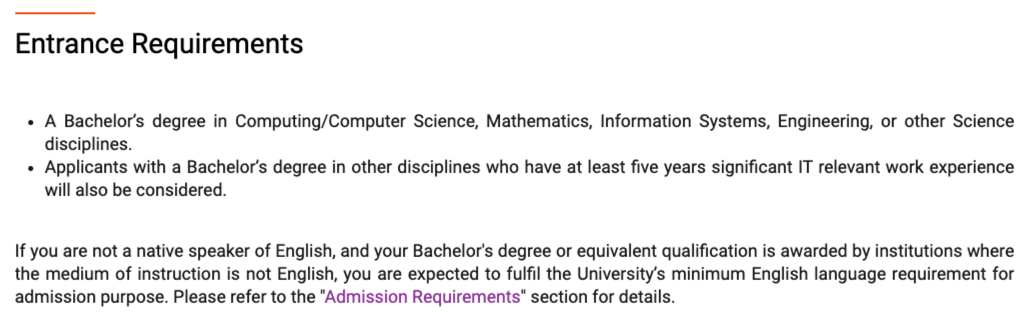 Entrance Requirements
• A Bachelor's degree in Computing/Computer Science, Mathematics, Information Systems, Engineering, or other Science
disciplines.
• Applicants with a Bachelor's degree in other disciplines who have at least five years significant IT relevant work experience
will also be considered.
If you are not a native speaker of English, and your Bachelor's degree or equivalent qualification is awarded by institutions where
the medium of instruction is not English, you are expected to fulfil the University's minimum English language requirement for
admission purpose. Please refer to the "Admission Requirements" section for details.